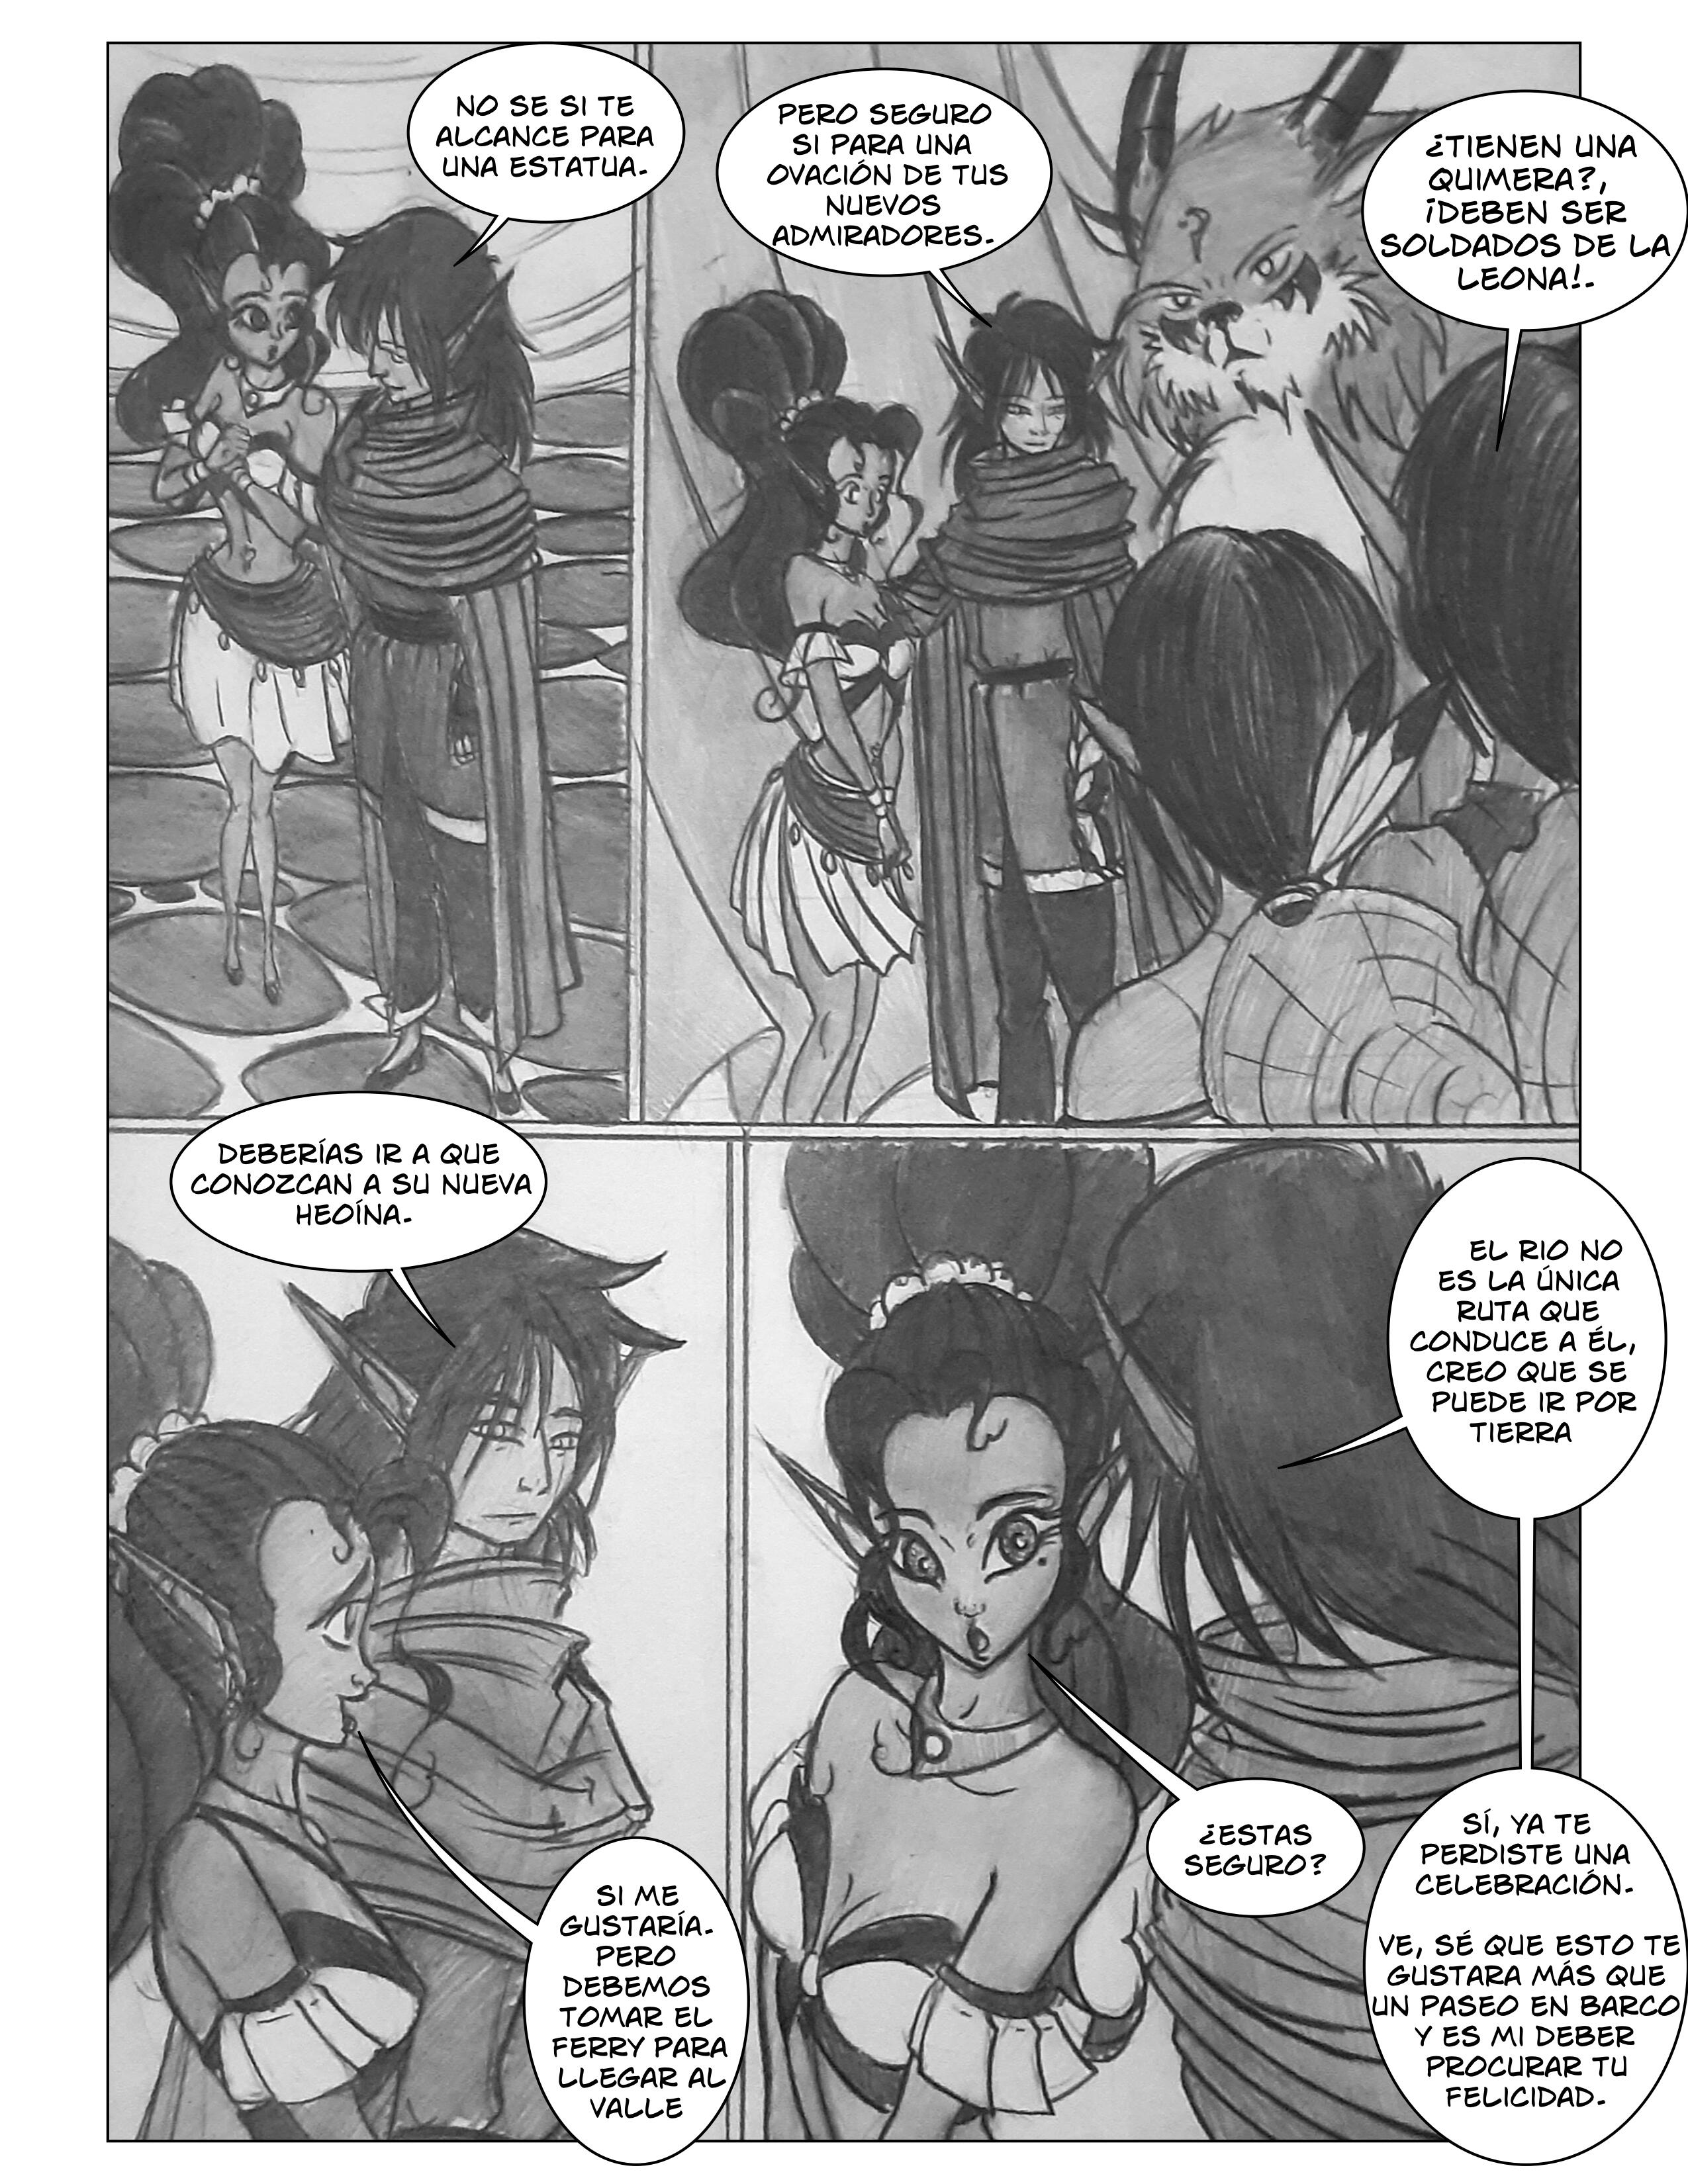 NO SE SI TE
ALCANCE PARA
UNA ESTATUA.
PERO SEGURO
SI PARA UNA
OVACIÓN DE TUS
NUEVOS
ADMIRADORES.
¿TIENEN UNA
QUIMERA?,
¡DEBEN SER
SOLDADOS DE LA
LEONA!.
DEBERÍAS IR A QUE
CONOZCAN A SU NUEVA
HEOÍNA.
SI ME
GUSTARÍA.
PERO
DEBEMOS
TOMAR EL
FERRY PARA
LLEGAR AL
VALLE
EL RIO NO
ES LA ÚNICA
RUTA QUE
CONDUCE A ÉL,
CREO QUE SE
PUEDE IR POR
TIERRA
¿ESTAS
SEGURO?
SÍ, YA TE
PERDISTE UNA
CELEBRACIÓN.
VE, SÉ QUE ESTO TE
GUSTARA MÁS QUE
UN PASEO EN BARCO
Y ES MI DEBER
PROCURAR TU
FELICIDAD.